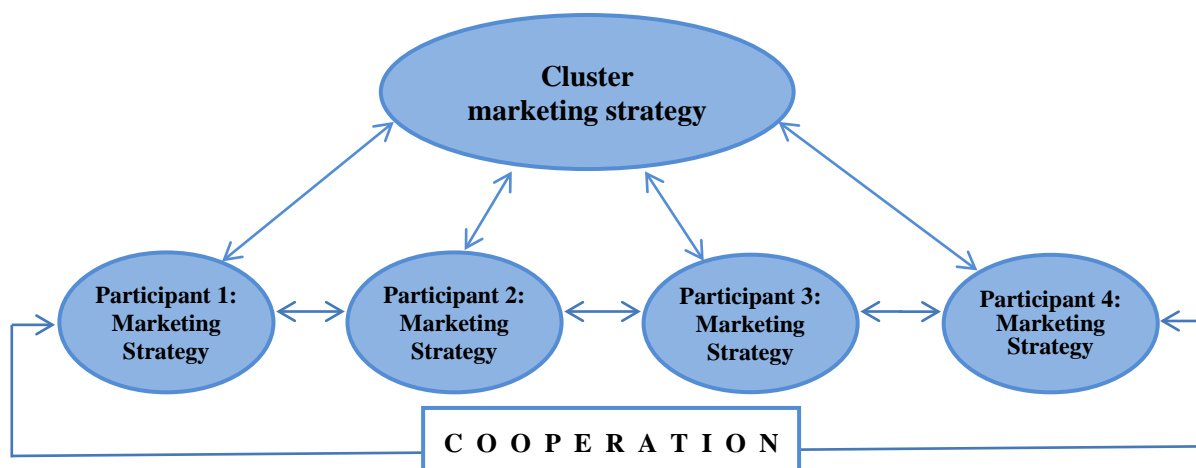 Cluster
marketing strategy
Participant 1:
Marketing
Strategy
Participant 2:
Marketing
Strategy
Participant 3:
Marketing
Strategy
Participant 4:
Marketing
Strategy
C O O P E R A T I O N